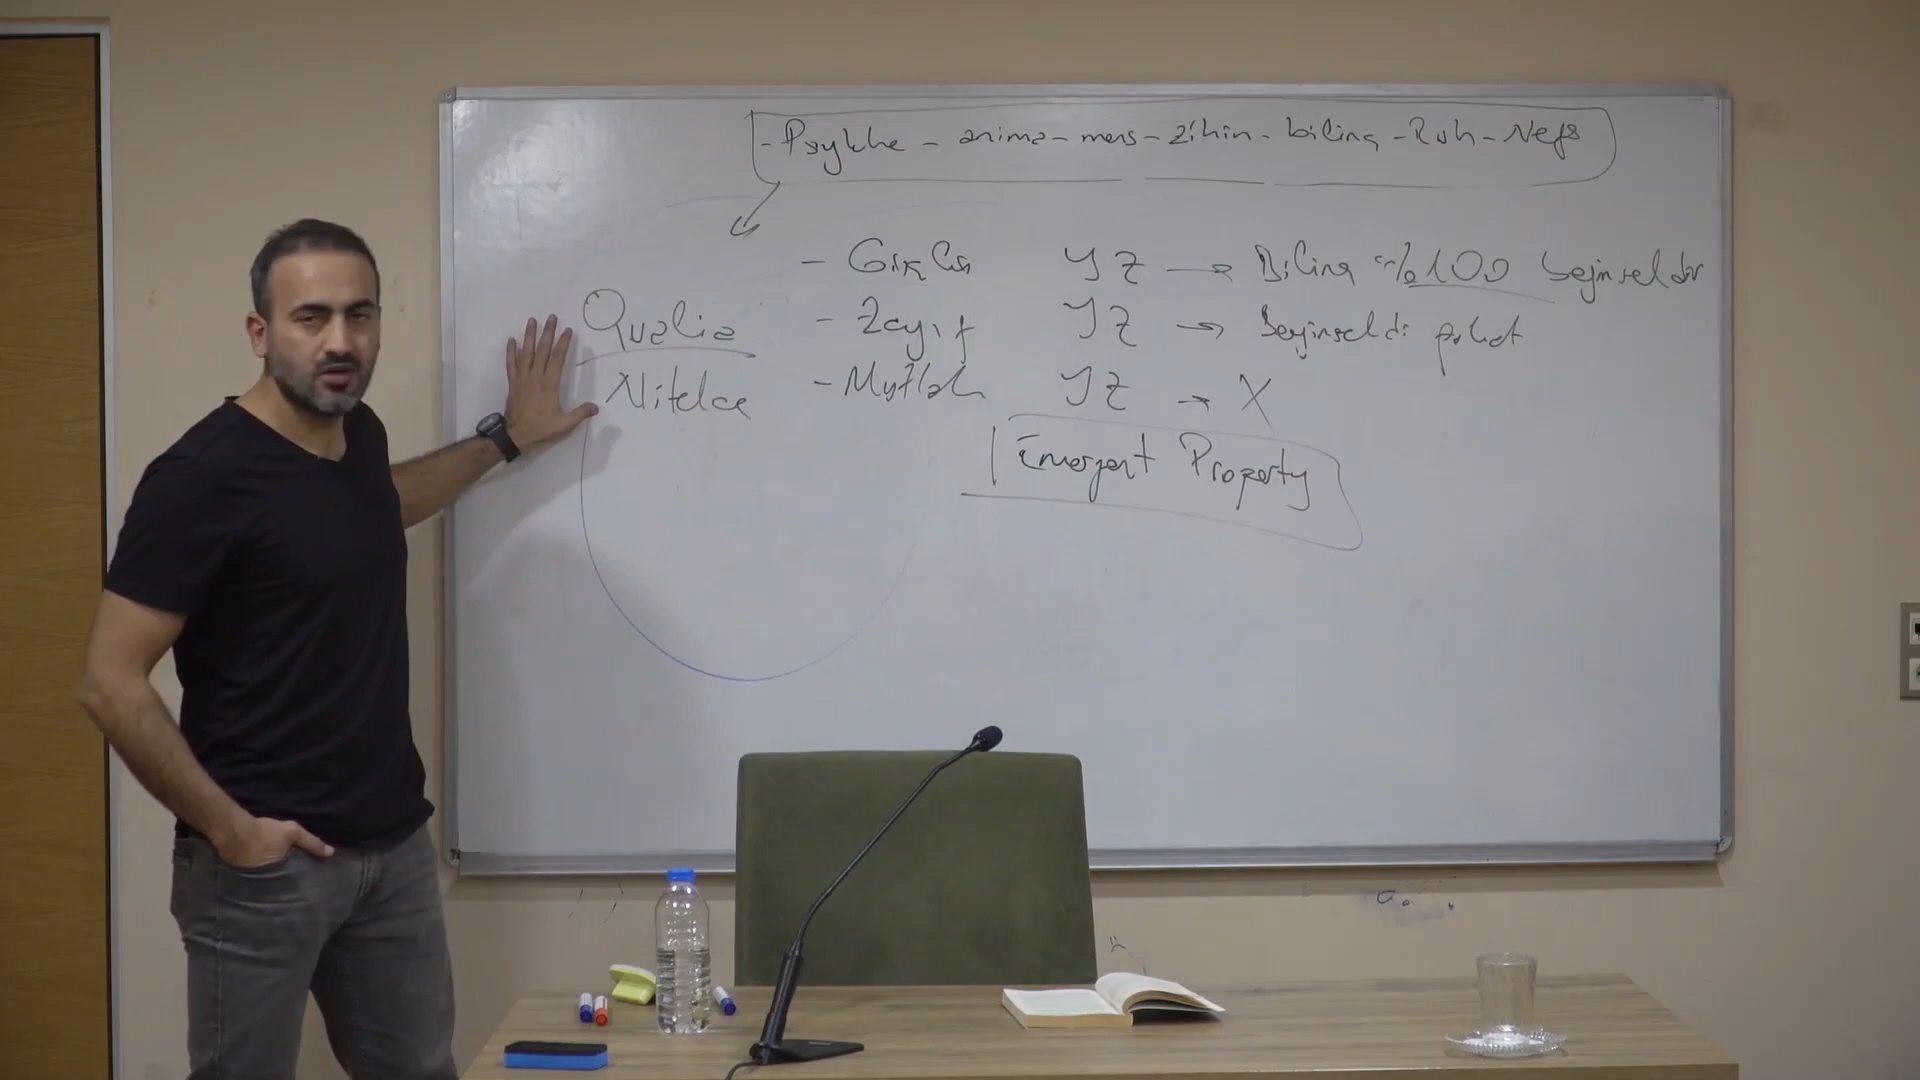 - Psykhe - anima - mens - zihin - bilinç - Ruh - Nefs
- Güçlü YZ → Bilinç %100 beyinseldir
Qualia
- Zayıf YZ → Beyinseldir
Nitelce
- Mutlak YZ → X
Emergent Property